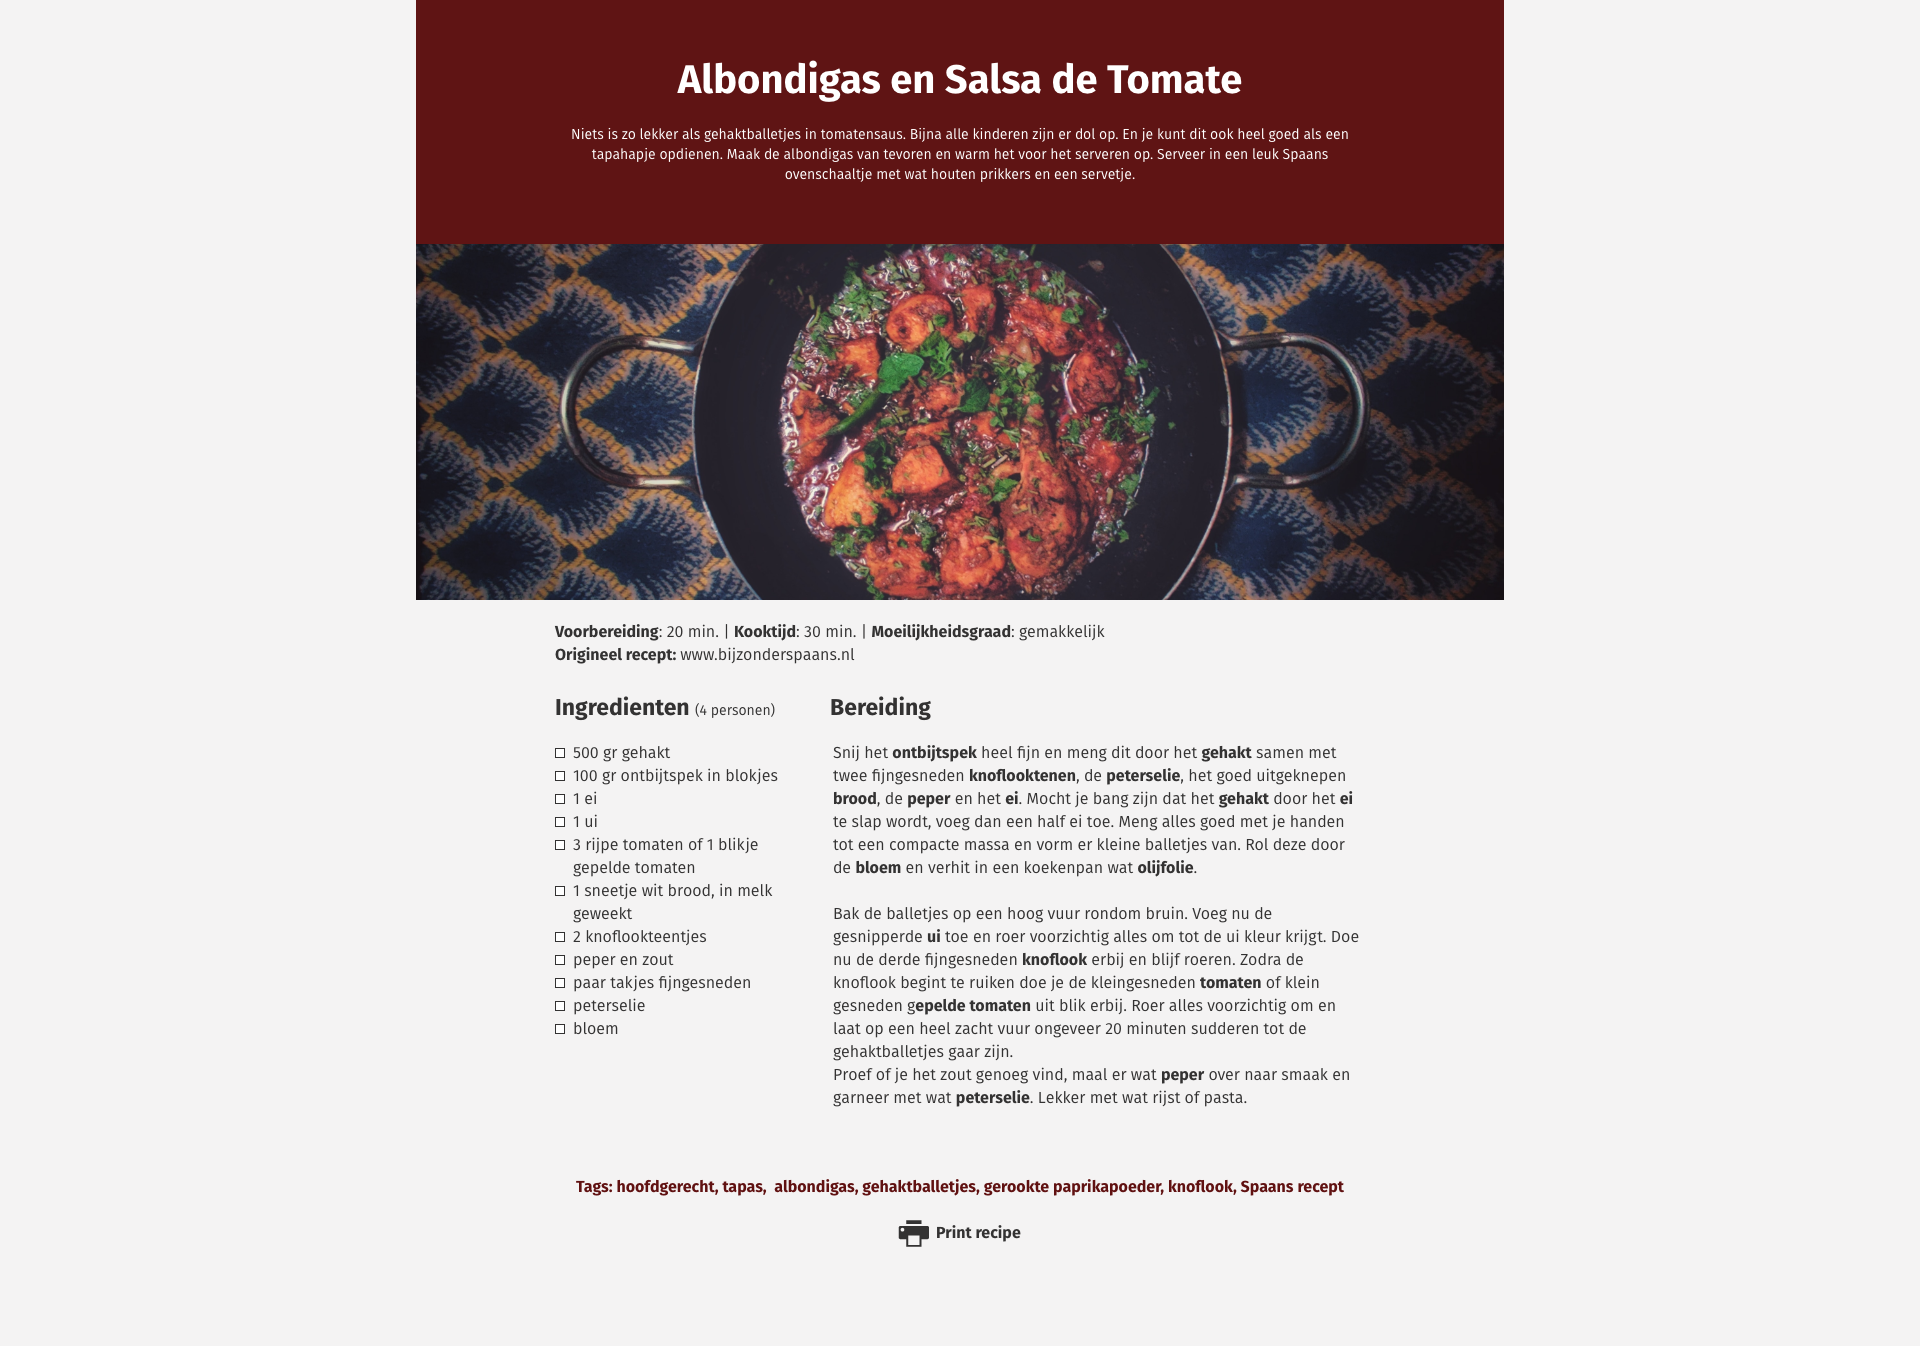 Albondigas en Salsa de Tomate
Niets is zo lekker als gehaktballetjes in tomatensaus. Bijna alle kinderen zijn er dol op. En je kunt dit ook heel goed als een
tapahapje opdienen. Maak de albondigas van tevoren en warm het voor het serveren op. Serveer in een leuk Spaans
ovenschaaltje met wat houten prikkers en een servetje.
Voorbereiding: 20 min. | Kooktijd: 30 min. | Moeilijkheidsgraad: gemakkelijk
Origineel recept: www.bijzonderspaans.nl
Ingredienten (4 personen)
500 gr gehakt
100 gr ontbijtspek in blokjes
1 ei
1 ui
3 rijpe tomaten of 1 blikje
gepelde tomaten
1 sneetje wit brood, in melk
geweekt
2 knoflookteentjes
peper en zout
paar takjes fijngesneden
peterselie
bloem
Bereiding
Snij het ontbijtspek heel fijn en meng dit door het gehakt samen met
twee fijngesneden knoflooktenen, de peterselie, het goed uitgeknepen
brood, de peper en het ei. Mocht je bang zijn dat het gehakt door het ei
te slap wordt, voeg dan een half ei toe. Meng alles goed met je handen
tot een compacte massa en vorm er kleine balletjes van. Rol deze door
de bloem en verhit in een koekenpan wat olijfolie.
Bak de balletjes op een hoog vuur rondom bruin. Voeg nu de
gesnipperde ui toe en roer voorzichtig alles om tot de ui kleur krijgt. Doe
nu de derde fijngesneden knoflook erbij en blijf roeren. Zodra de
knoflook begint te ruiken doe je de kleingesneden tomaten of klein
gesneden gepelde tomaten uit blik erbij. Roer alles voorzichtig om en
laat op een heel zacht vuur ongeveer 20 minuten sudderen tot de
gehaktballetjes gaar zijn.
Proef of je het zout genoeg vind, maal er wat peper over naar smaak en
garneer met wat peterselie. Lekker met wat rijst of pasta.
Tags: hoofdgerecht, tapas,  albondigas, gehaktballetjes, gerookte paprikapoeder, knoflook, Spaans recept
Print recipe